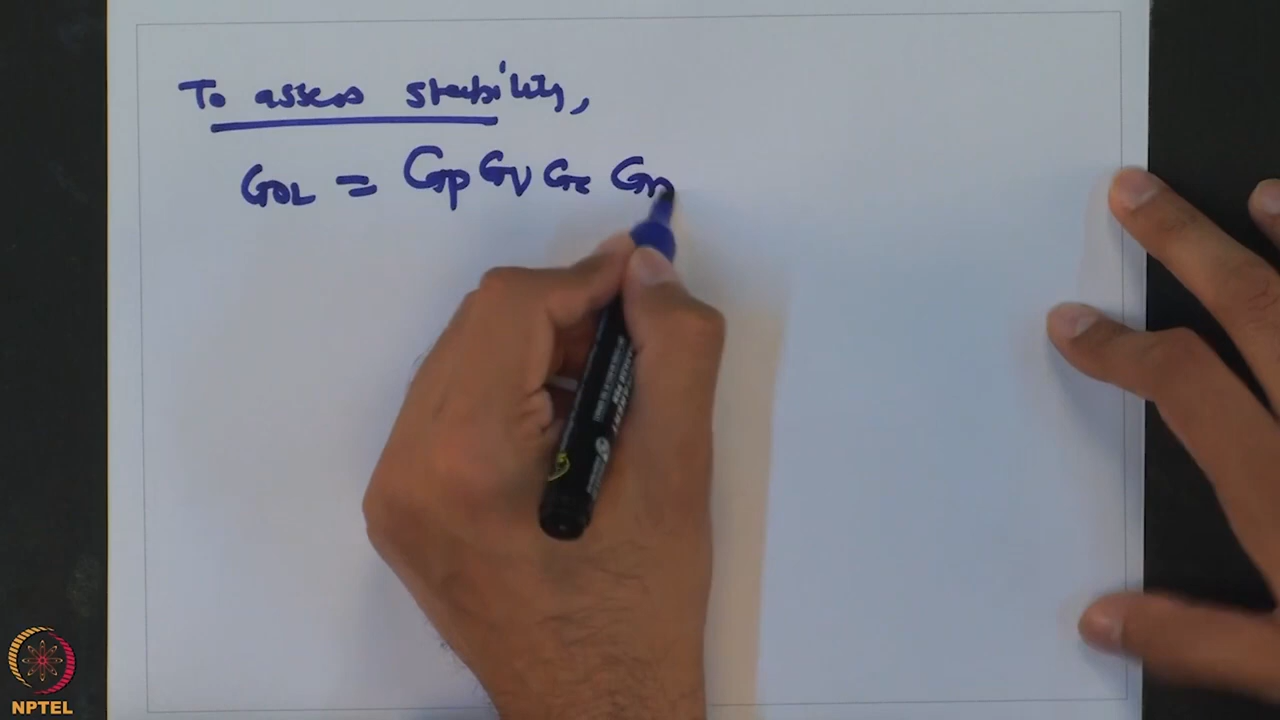 To assess stability,
GOL = Gp Gv Gc Gm
NPTEL